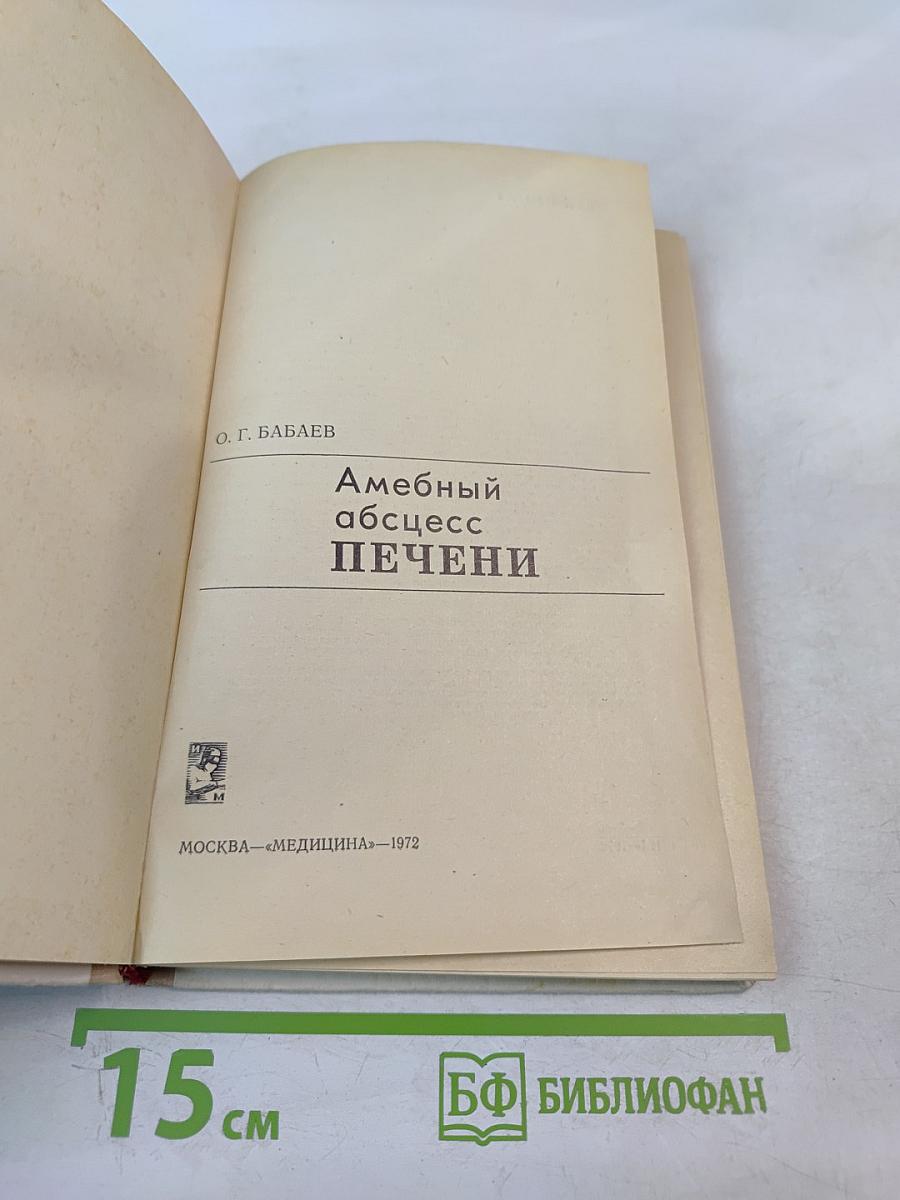 О. Г. БАБАЕВ
Амебный
абсцесс
ПЕЧЕНИ
И
М
МОСКВА—«МЕДИЦИНА»—1972
15 см
БФ БИБЛИОФАН